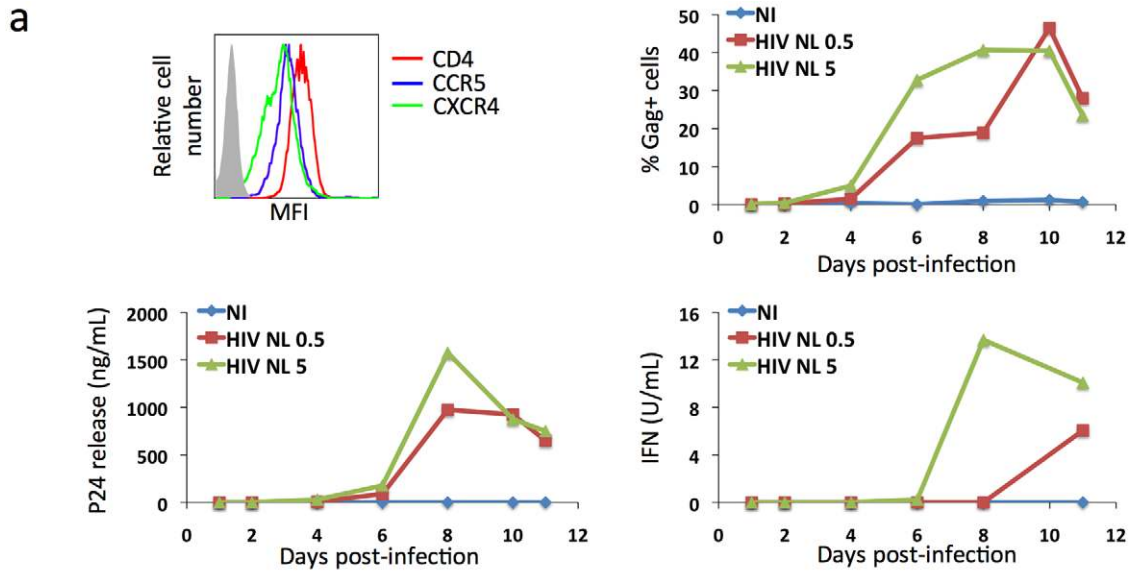 a
Relative cell
number
MFI
CD4
CCR5
CXCR4
% Gag+ cells
50
40
30
20
10
0
NI
HIV NL 0.5
HIV NL 5
0 2 4 6 8 10 12
Days post-infection
P24 release (ng/mL)
2000
1500
1000
500
0
NI
HIV NL 0.5
HIV NL 5
0 2 4 6 8 10 12
Days post-infection
IFN (U/mL)
16
12
8
4
0
NI
HIV NL 0.5
HIV NL 5
0 2 4 6 8 10 12
Days post-infection